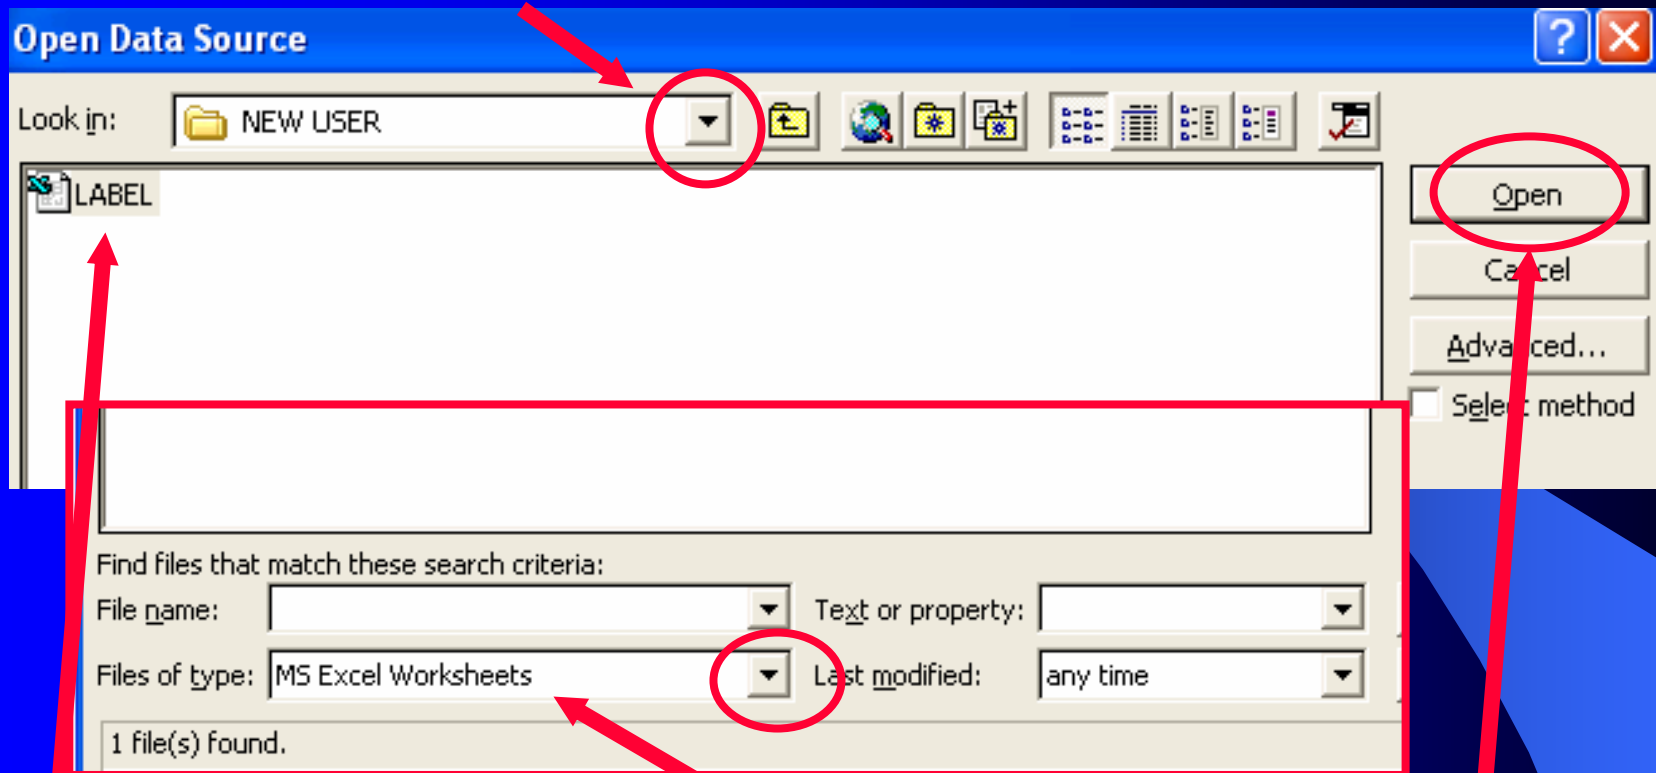 Open Data Source
Look in: NEW USER
LABEL
Open
Cancel
Advanced...
Select method
Find files that match these search criteria:
File name: Text or property:
Files of type: MS Excel Worksheets Last modified: any time
1 file(s) found.